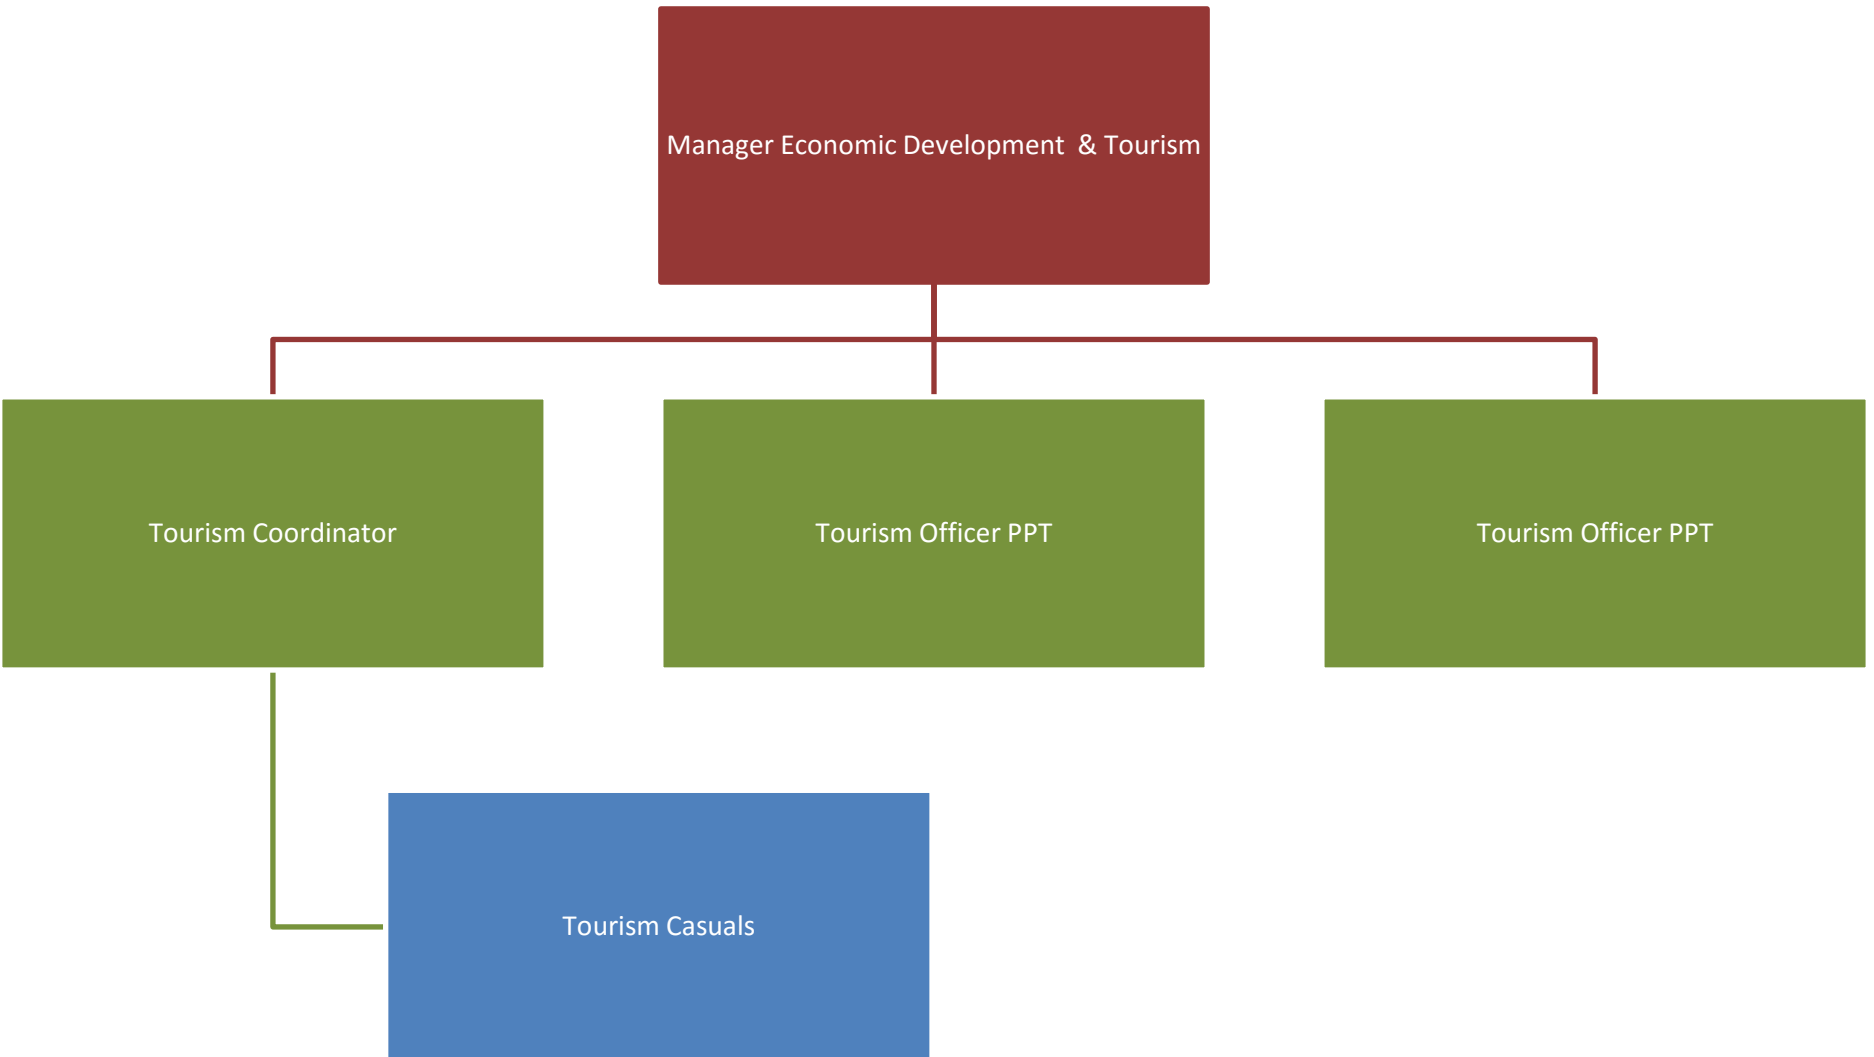 Manager Economic Development  & Tourism
Tourism Coordinator
Tourism Officer PPT
Tourism Officer PPT
Tourism Casuals